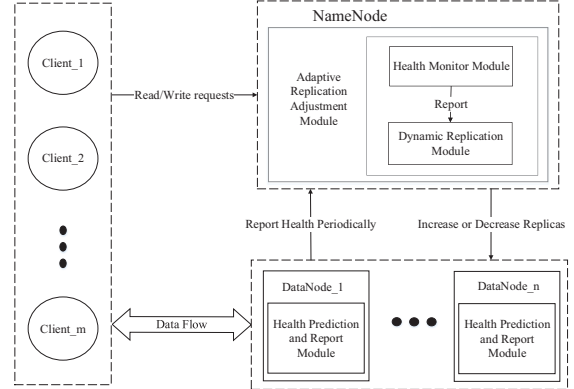 NameNode
Client_1
Health Monitor Module
Adaptive
Replication
Adjustment
Module
Read/Write requests
Report
Dynamic Replication
Module
Client_2
Report Health Periodically
Increase or Decrease Replicas
DataNode_1
DataNode_n
Client_m
Data Flow
Health Prediction
and Report
Module
Health Prediction
and Report
Module